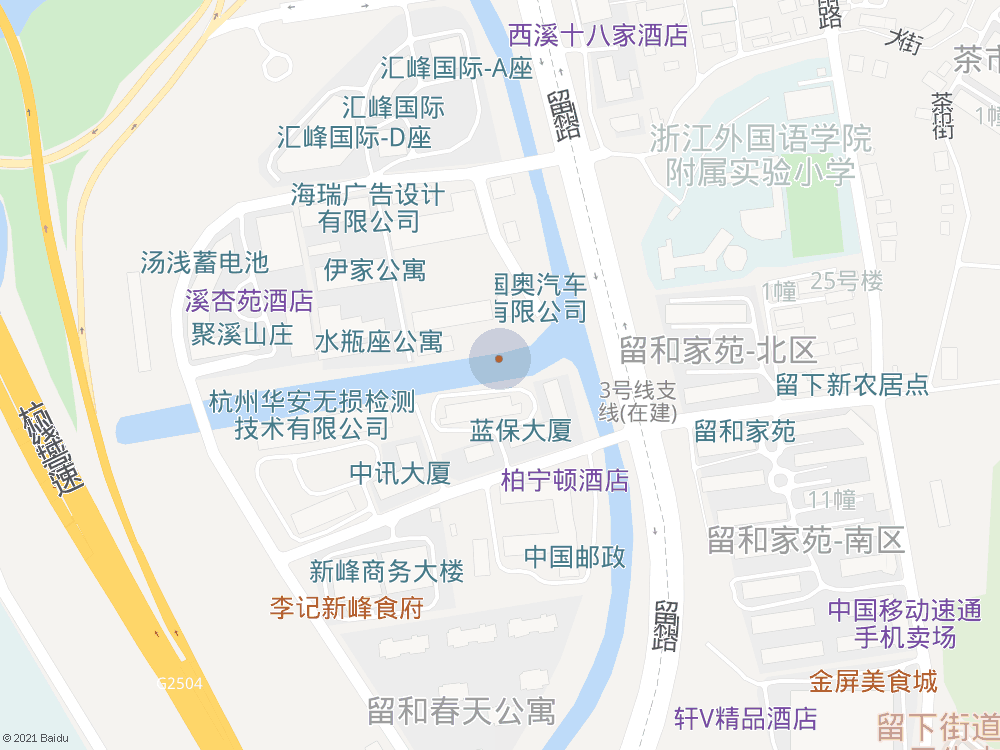 西溪十八家酒店
留和路
大街
茶市
汇峰国际-A座
留和路
茶市街
汇峰国际
1幢
汇峰国际-D座
浙江外国语学院
附属实验小学
海瑞广告设计
有限公司
汤浅蓄电池
伊家公寓
国奥汽车
有限公司
25号楼
1幢
溪杏苑酒店
聚溪山庄
水瓶座公寓
留和家苑-北区
3号线支
线(在建)
留下新农居点
杭州华安无损检测
技术有限公司
蓝保大厦
留和家苑
中讯大厦
柏宁顿酒店
11幢
留和家苑-南区
中国邮政
新峰商务大楼
李记新峰食府
留和路
中国移动速通
手机卖场
G2504
金屏美食城
留和春天公寓
轩V精品酒店
留下街道
© 2021 Baidu